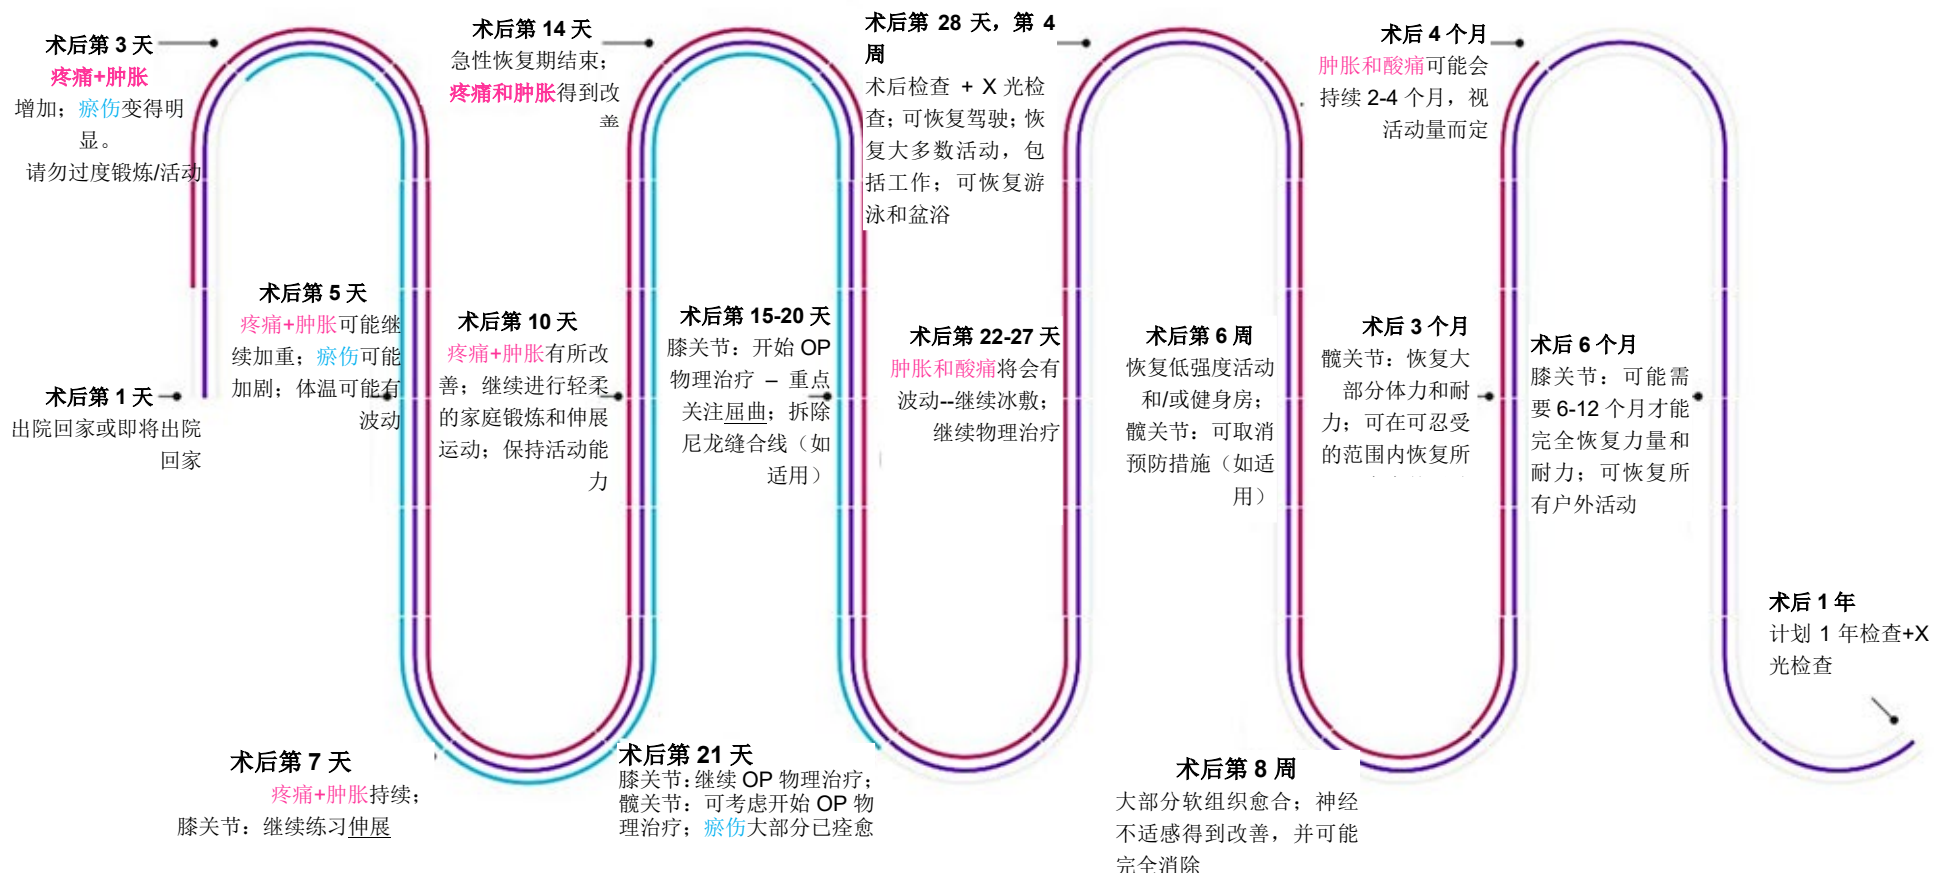 术后第 1 天
出院回家或即将出院
回家
术后第 3 天
疼痛+肿胀
增加；瘀伤变得明
显。
请勿过度锻炼/活动
术后第 5 天
疼痛+肿胀可能继
续加重；瘀伤可能
加剧；体温可能有
波动
术后第 7 天
疼痛+肿胀持续；
膝关节：继续练习伸展
术后第 10 天
疼痛+肿胀有所改
善；继续进行轻柔
的家庭锻炼和伸展
运动；保持活动能
力
术后第 14 天
急性恢复期结束；
疼痛和肿胀得到改
善
术后第 15-20 天
膝关节：开始 OP
物理治疗 – 重点
关注屈曲；拆除
尼龙缝合线（如
适用）
术后第 21 天
膝关节：继续 OP 物理治疗；
髋关节：可考虑开始 OP 物
理治疗；瘀伤大部分已痊愈
术后第 22-27 天
肿胀和酸痛将会有
波动--继续冰敷；
继续物理治疗
术后第 28 天，第 4
周
术后检查 + X 光检
查；可恢复驾驶；恢
复大多数活动，包
括工作；可恢复游
泳和盆浴
术后第 6 周
恢复低强度活动
和/或健身房；
髋关节：可取消
预防措施（如适
用）
术后第 8 周
大部分软组织愈合；神经
不适感得到改善，并可能
完全消除
术后 3 个月
髋关节：恢复大
部分体力和耐
力；可在可忍受
的范围内恢复所
术后 4 个月
肿胀和酸痛可能会
持续 2-4 个月，视
活动量而定
术后 6 个月
膝关节：可能需
要 6-12 个月才能
完全恢复力量和
耐力；可恢复所
有户外活动
术后 1 年
计划 1 年检查+X
光检查